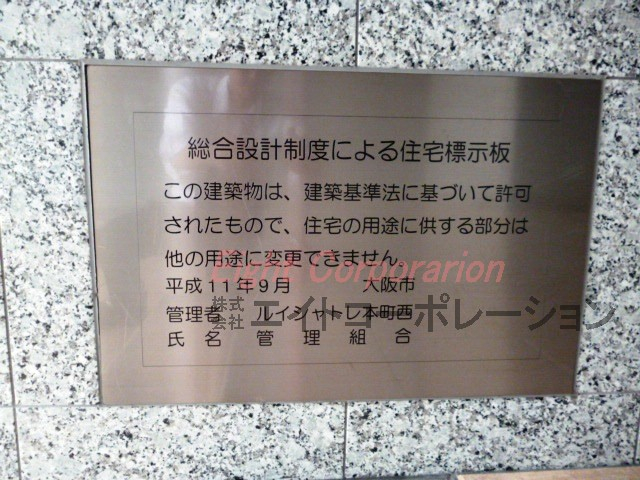 総合設計制度による住宅標示板
この建築物は、建築基準法に基づいて許可
されたもので、住宅の用途に供する部分は
他の用途に変更できません。
Eight Corporarion
平成11年9月 大阪市
株式会社エイトコーポレーション
管理者 ルイシャトレ本町西
氏名 管理組合